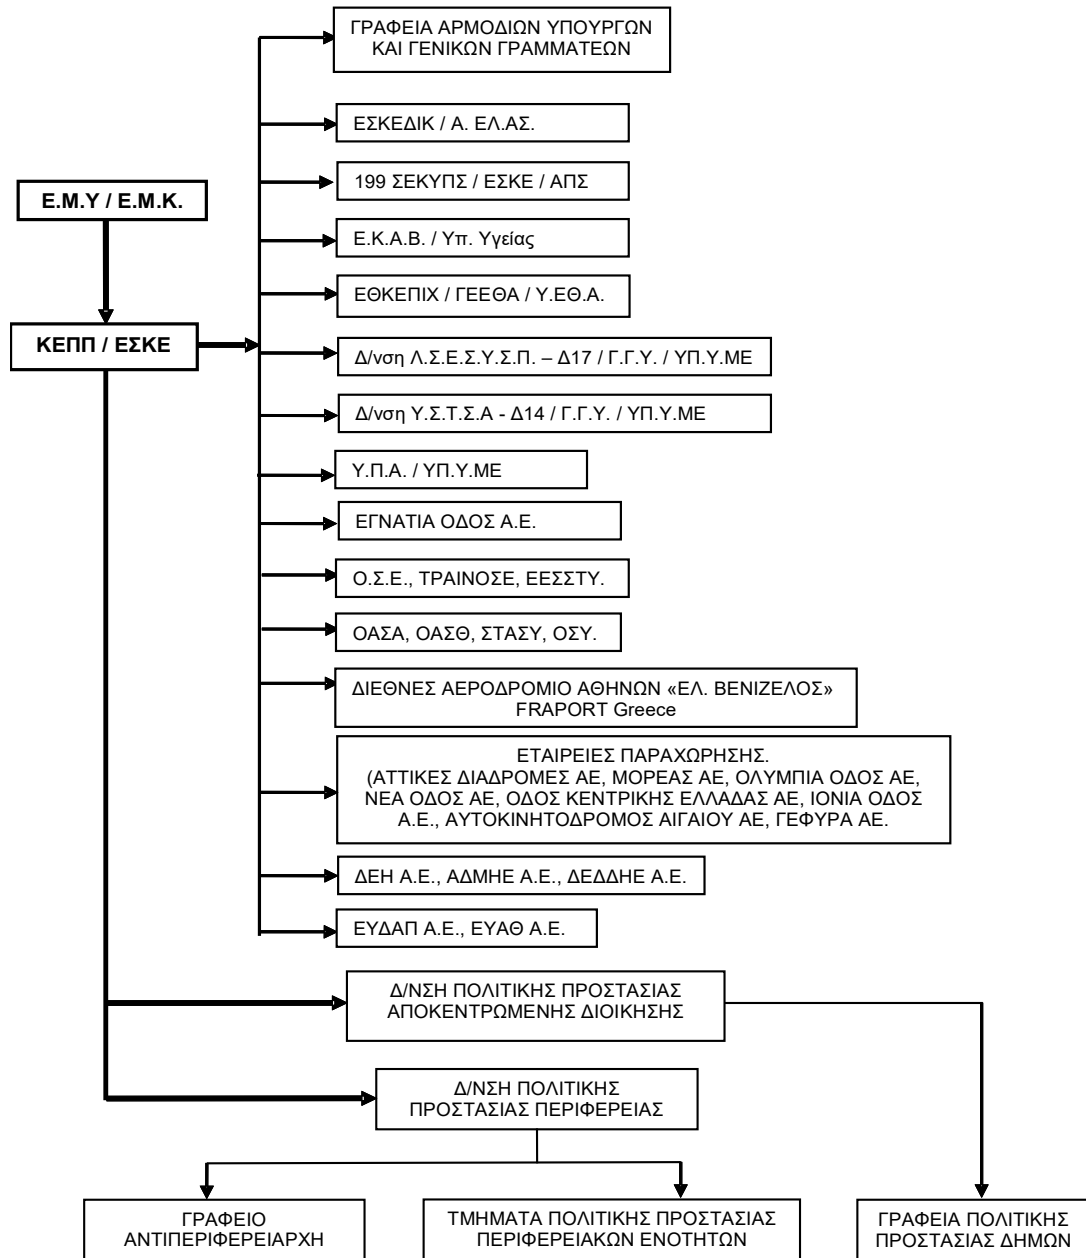 ΓΡΑΦΕΙΑ ΑΡΜΟΔΙΩΝ ΥΠΟΥΡΓΩΝ
ΚΑΙ ΓΕΝΙΚΩΝ ΓΡΑΜΜΑΤΕΩΝ
ΕΣΚΕΔΙΚ / Α. ΕΛ.ΑΣ.
199 ΣΕΚΥΠΣ / ΕΣΚΕ / ΑΠΣ
Ε.Μ.Υ / Ε.Μ.Κ.
Ε.Κ.Α.Β. / Υπ. Υγείας
ΕΘΚΕΠΙΧ / ΓΕΕΘΑ / Υ.ΕΘ.Α.
ΚΕΠΠ / ΕΣΚΕ
Δ/νση Λ.Σ.Ε.Σ.Υ.Σ.Π. – Δ17 / Γ.Γ.Υ. / ΥΠ.Υ.ΜΕ
Δ/νση Υ.Σ.Τ.Σ.Α - Δ14 / Γ.Γ.Υ. / ΥΠ.Υ.ΜΕ
Υ.Π.Α. / ΥΠ.Υ.ΜΕ
ΕΓΝΑΤΙΑ ΟΔΟΣ Α.Ε.
Ο.Σ.Ε., ΤΡΑΙΝΟΣΕ, ΕΕΣΣΤΥ.
ΟΑΣΑ, ΟΑΣΘ, ΣΤΑΣΥ, ΟΣΥ.
ΔΙΕΘΝΕΣ ΑΕΡΟΔΡΟΜΙΟ ΑΘΗΝΩΝ «ΕΛ. ΒΕΝΙΖΕΛΟΣ»
FRAPORT Greece
ΕΤΑΙΡΕΙΕΣ ΠΑΡΑΧΩΡΗΣΗΣ.
(ΑΤΤΙΚΕΣ ΔΙΑΔΡΟΜΕΣ ΑΕ, ΜΟΡΕΑΣ ΑΕ, ΟΛΥΜΠΙΑ ΟΔΟΣ ΑΕ,
ΝΕΑ ΟΔΟΣ ΑΕ, ΟΔΟΣ ΚΕΝΤΡΙΚΗΣ ΕΛΛΑΔΑΣ ΑΕ, ΙΟΝΙΑ ΟΔΟΣ
Α.Ε., ΑΥΤΟΚΙΝΗΤΟΔΡΟΜΟΣ ΑΙΓΑΙΟΥ ΑΕ, ΓΕΦΥΡΑ ΑΕ.
ΔΕΗ Α.Ε., ΑΔΜΗΕ Α.Ε., ΔΕΔΔΗΕ Α.Ε.
ΕΥΔΑΠ Α.Ε., ΕΥΑΘ Α.Ε.
Δ/ΝΣΗ ΠΟΛΙΤΙΚΗΣ ΠΡΟΣΤΑΣΙΑΣ
ΑΠΟΚΕΝΤΡΩΜΕΝΗΣ ΔΙΟΙΚΗΣΗΣ
Δ/ΝΣΗ ΠΟΛΙΤΙΚΗΣ
ΠΡΟΣΤΑΣΙΑΣ ΠΕΡΙΦΕΡΕΙΑΣ
ΓΡΑΦΕΙΟ
ΑΝΤΙΠΕΡΙΦΕΡΕΙΑΡΧΗ
ΤΜΗΜΑΤΑ ΠΟΛΙΤΙΚΗΣ ΠΡΟΣΤΑΣΙΑΣ
ΠΕΡΙΦΕΡΕΙΑΚΩΝ ΕΝΟΤΗΤΩΝ
ΓΡΑΦΕΙΑ ΠΟΛΙΤΙΚΗΣ
ΠΡΟΣΤΑΣΙΑΣ ΔΗΜΩΝ